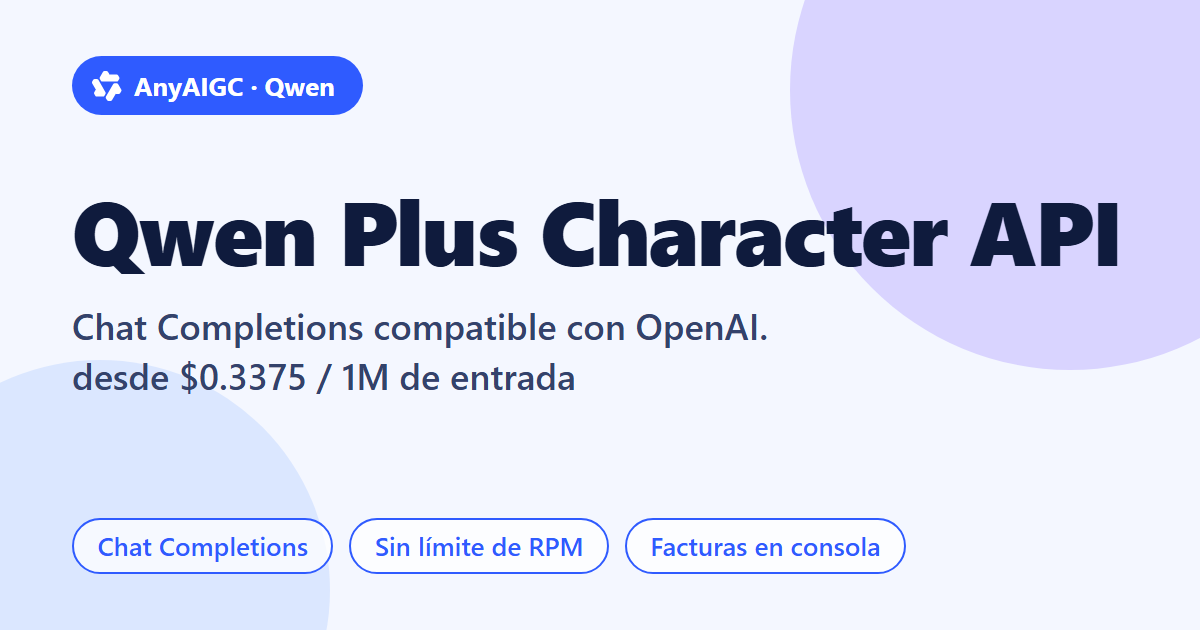 AnyAIGC · Qwen
Qwen Plus Character API
Chat Completions compatible con OpenAI.
desde $0.3375 / 1M de entrada
Chat Completions
Sin límite de RPM
Facturas en consola